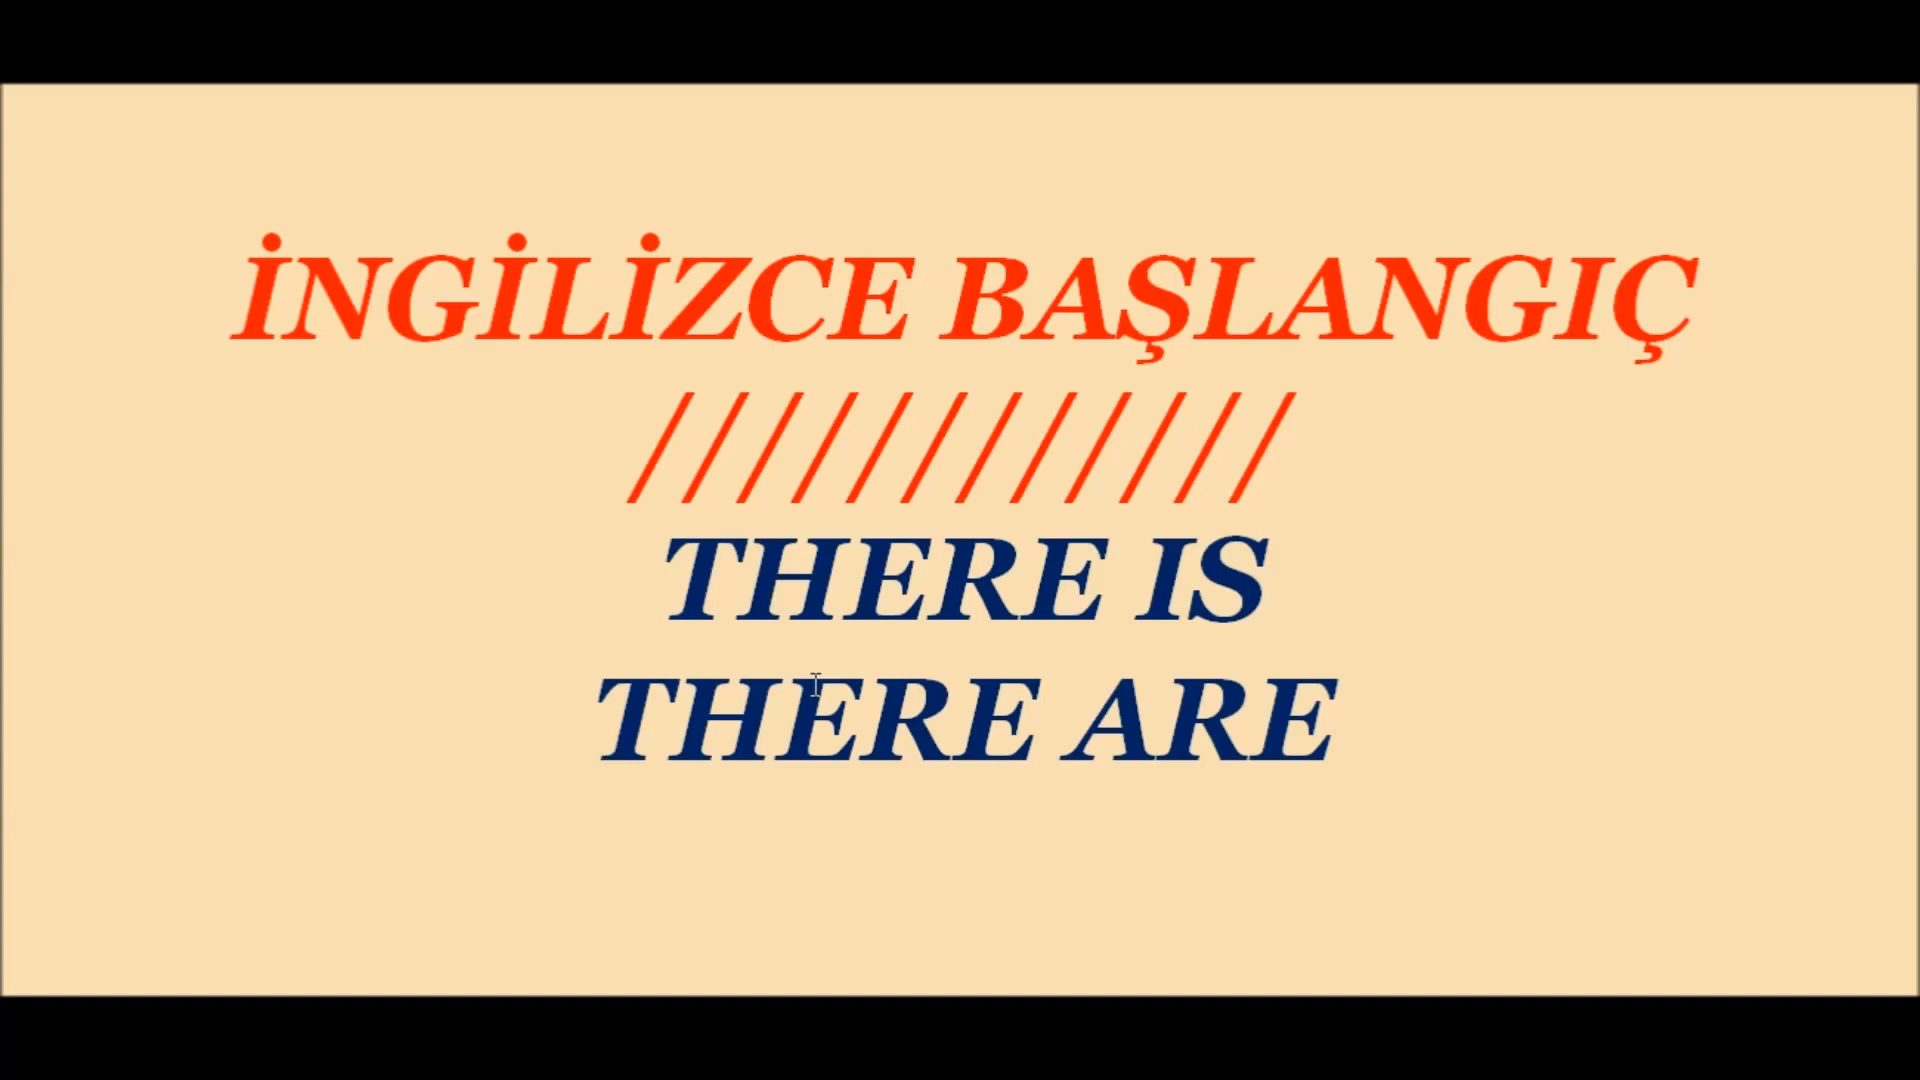 İNGİLİZCE BAŞLANGIÇ
////////////
THERE IS
THERE ARE